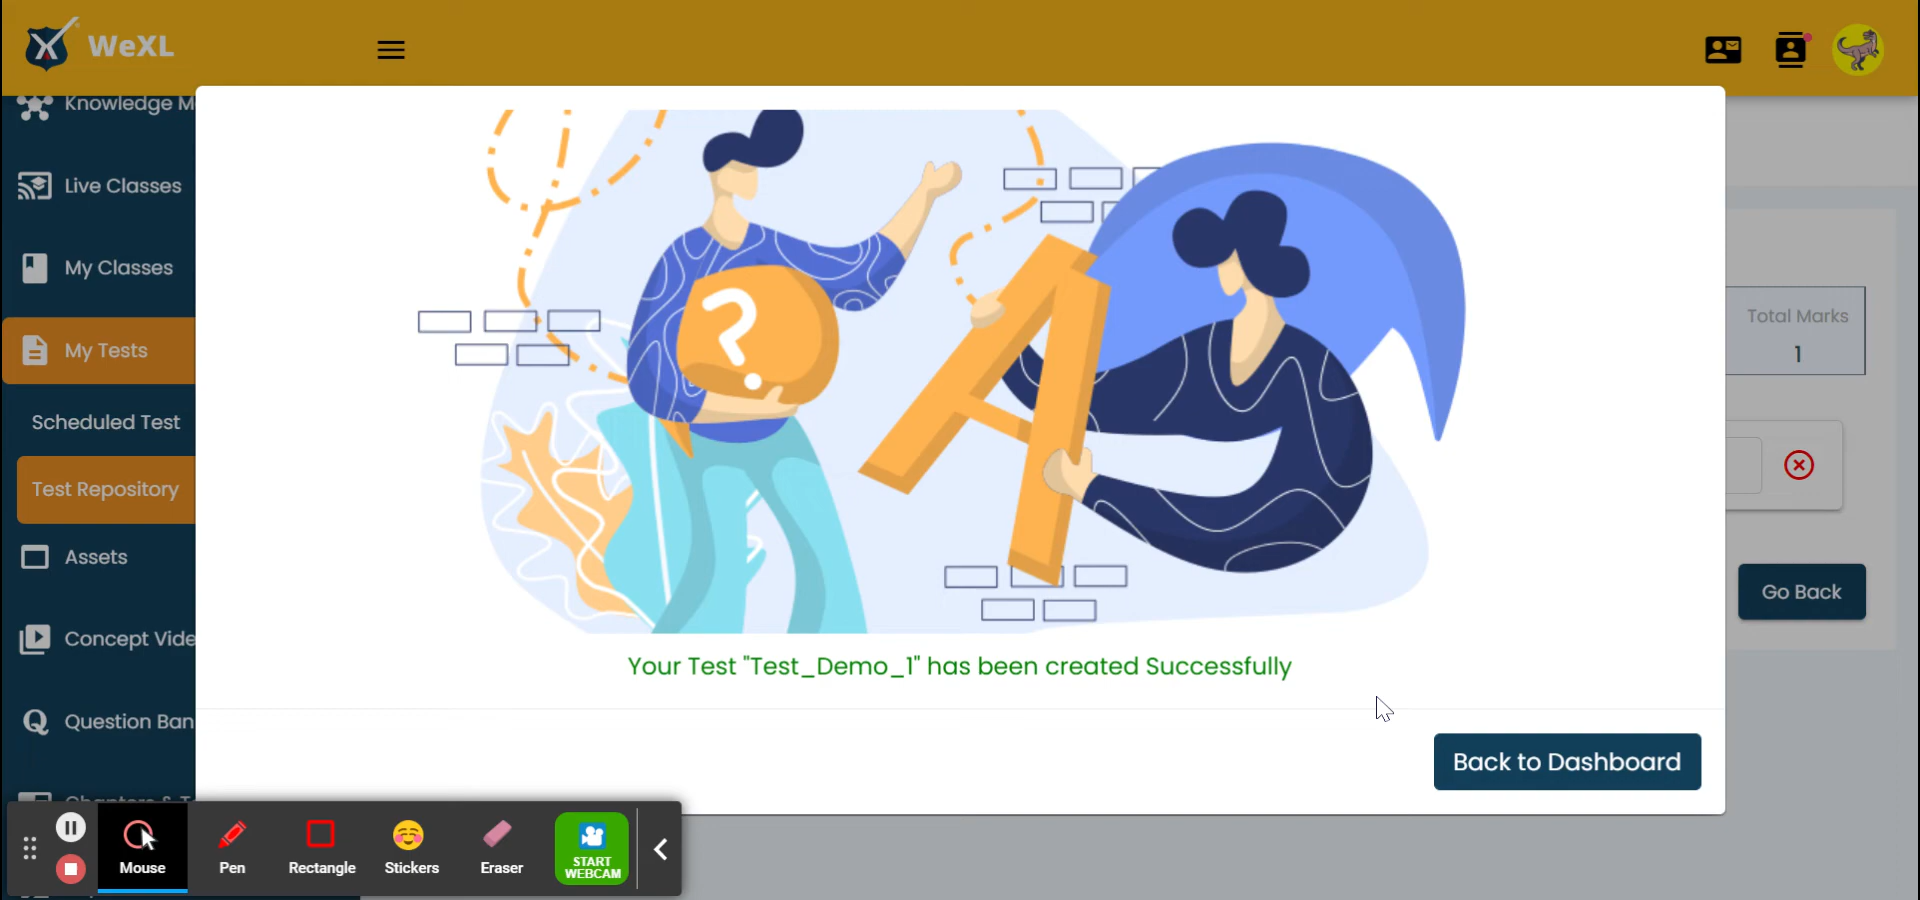 WeXL
Knowledge M
Live Classes
My Classes
My Tests
Scheduled Test
Test Repository
Assets
Concept Vide
Question Ban
?
A
Your Test "Test_Demo_1" has been created Successfully
Back to Dashboard
Total Marks
1
Go Back
Mouse
Pen
Rectangle
Stickers
Eraser
START
WEBCAM